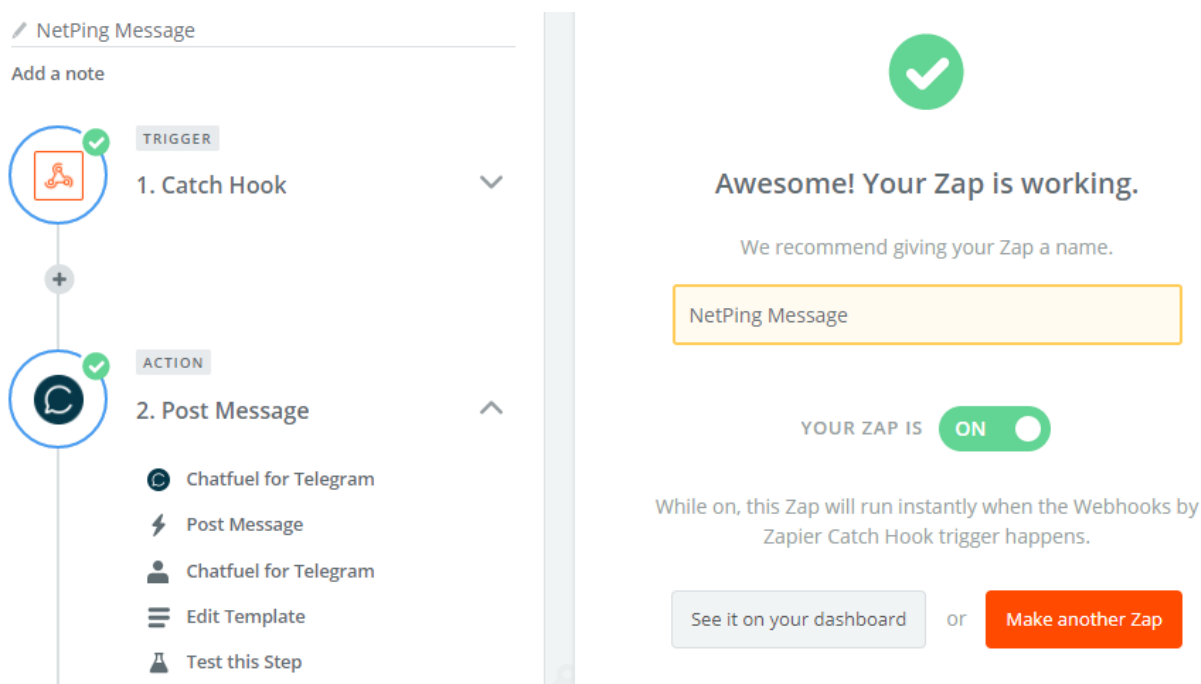 NetPing Message
Add a note
TRIGGER
1. Catch Hook
ACTION
2. Post Message
Chatfuel for Telegram
Post Message
Chatfuel for Telegram
Edit Template
Test this Step
Awesome! Your Zap is working.
We recommend giving your Zap a name.
NetPing Message
YOUR ZAP IS ON
While on, this Zap will run instantly when the Webhooks by
Zapier Catch Hook trigger happens.
See it on your dashboard or Make another Zap